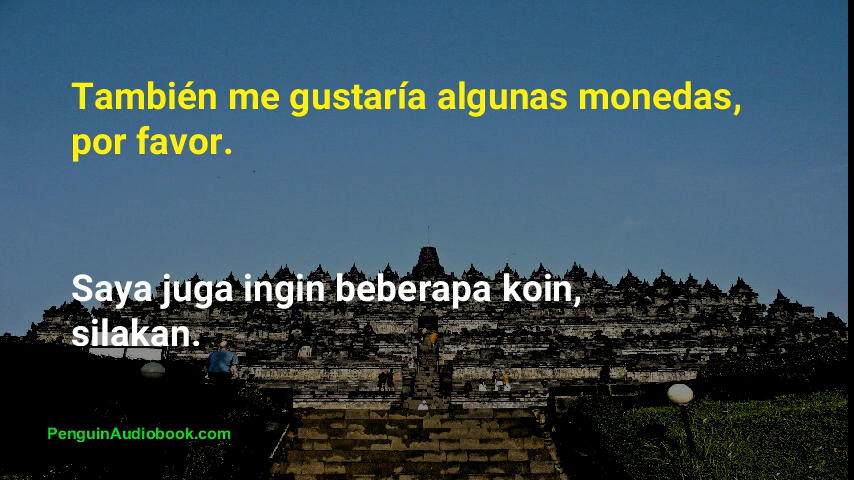 También me gustaría algunas monedas,
por favor.
Saya juga ingin beberapa koin,
silakan.
PenguinAudiobook.com